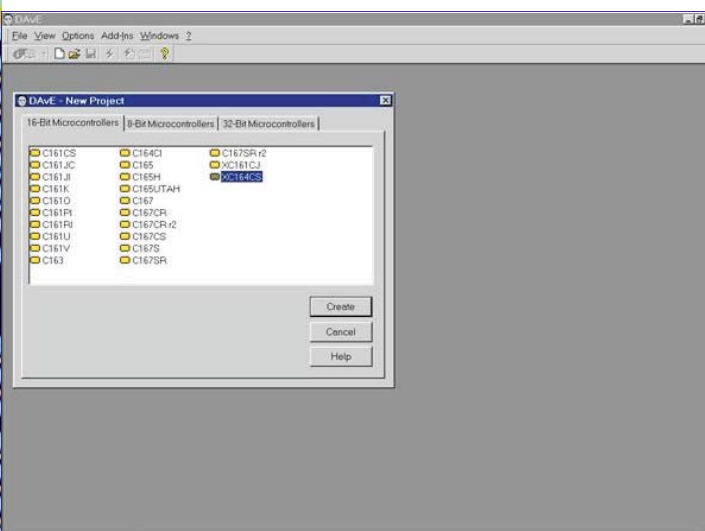 DAvE
File View Options Add-Ins Windows ?
DAvE - New Project
16-Bit Microcontrollers 8-Bit Microcontrollers 32-Bit Microcontrollers
C161CS C164CI C167SR r2
C161JC C165 XC161CJ
C161JI C165H XC164CS
C161K C165UTAH
C161O C167
C161PI C167CR
C161RI C167CR r2
C161U C167CS
C161V C167S
C163 C167SR
Create
Cancel
Help